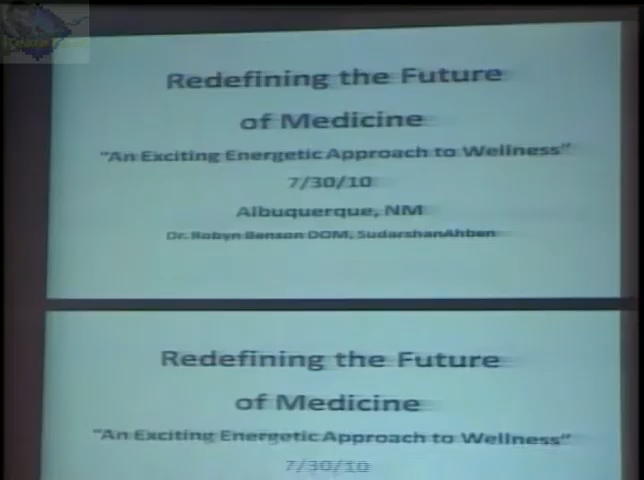 Redefining the Future
of Medicine
"An Exciting Energetic Approach to Wellness"
7/30/10
Albuquerque, NM
Dr. Robyn Benson DOM, SudarshanAhben
Redefining the Future
of Medicine
"An Exciting Energetic Approach to Wellness"
7/30/10